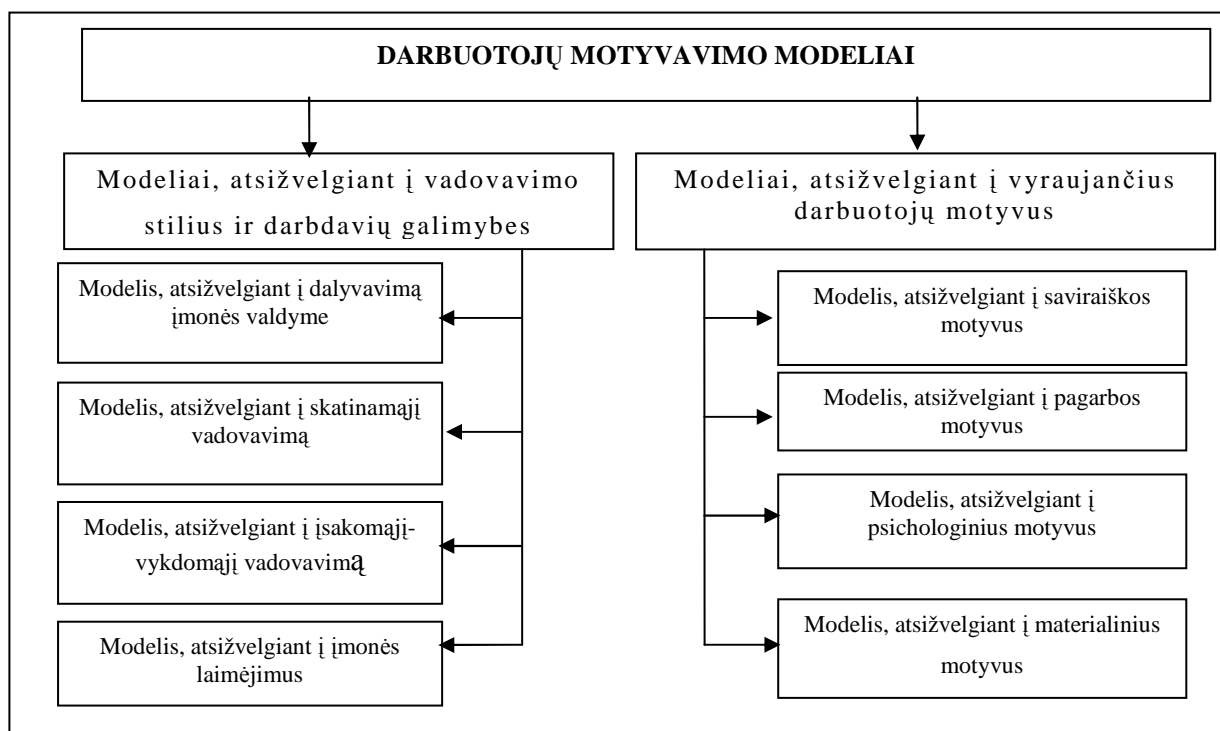 DARBUOTOJŲ MOTYVAVIMO MODELIAI
Modeliai, atsižvelgiant į vadovavimo
stilius ir darbdavių galimybes
Modelis, atsižvelgiant į dalyvavimą
įmonės valdyme
Modelis, atsižvelgiant į skatinamąjį
vadovavimą
Modelis, atsižvelgiant į įsakomąjį-
vykdomąjį vadovavimą
Modelis, atsižvelgiant į įmonės
laimėjimus
Modeliai, atsižvelgiant į vyraujančius
darbuotojų motyvus
Modelis, atsižvelgiant į saviraiškos
motyvus
Modelis, atsižvelgiant į pagarbos
motyvus
Modelis, atsižvelgiant į
psichologinius motyvus
Modelis, atsižvelgiant į materialinius
motyvus